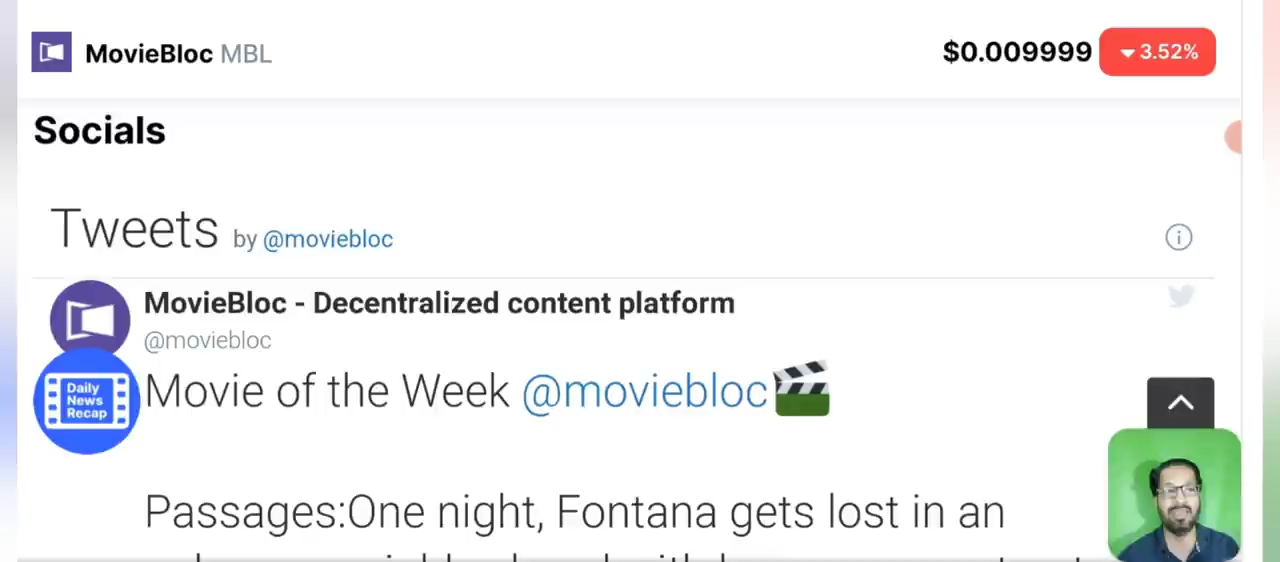 MovieBloc MBL
$0.009999 3.52%
Socials
Tweets by @moviebloc
MovieBloc - Decentralized content platform
@moviebloc
Daily
News
Recap
Movie of the Week @moviebloc
Passages:One night, Fontana gets lost in an